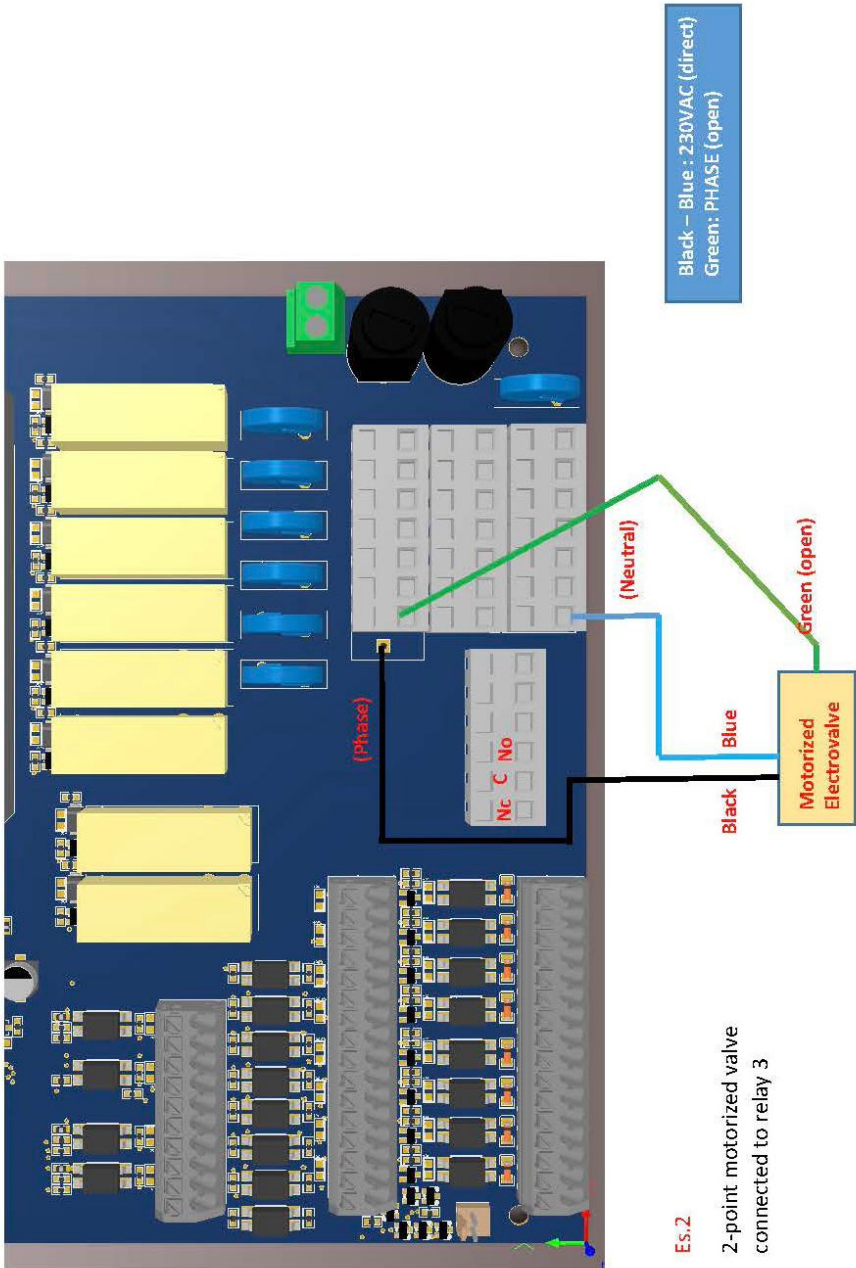 Black – Blue : 230VAC (direct)
Green: PHASE (open)
(Phase)
Nc C No
(Neutral)
Black
Blue
Green (open)
Motorized
Electrovalve
Es.2
2-point motorized valve
connected to relay 3